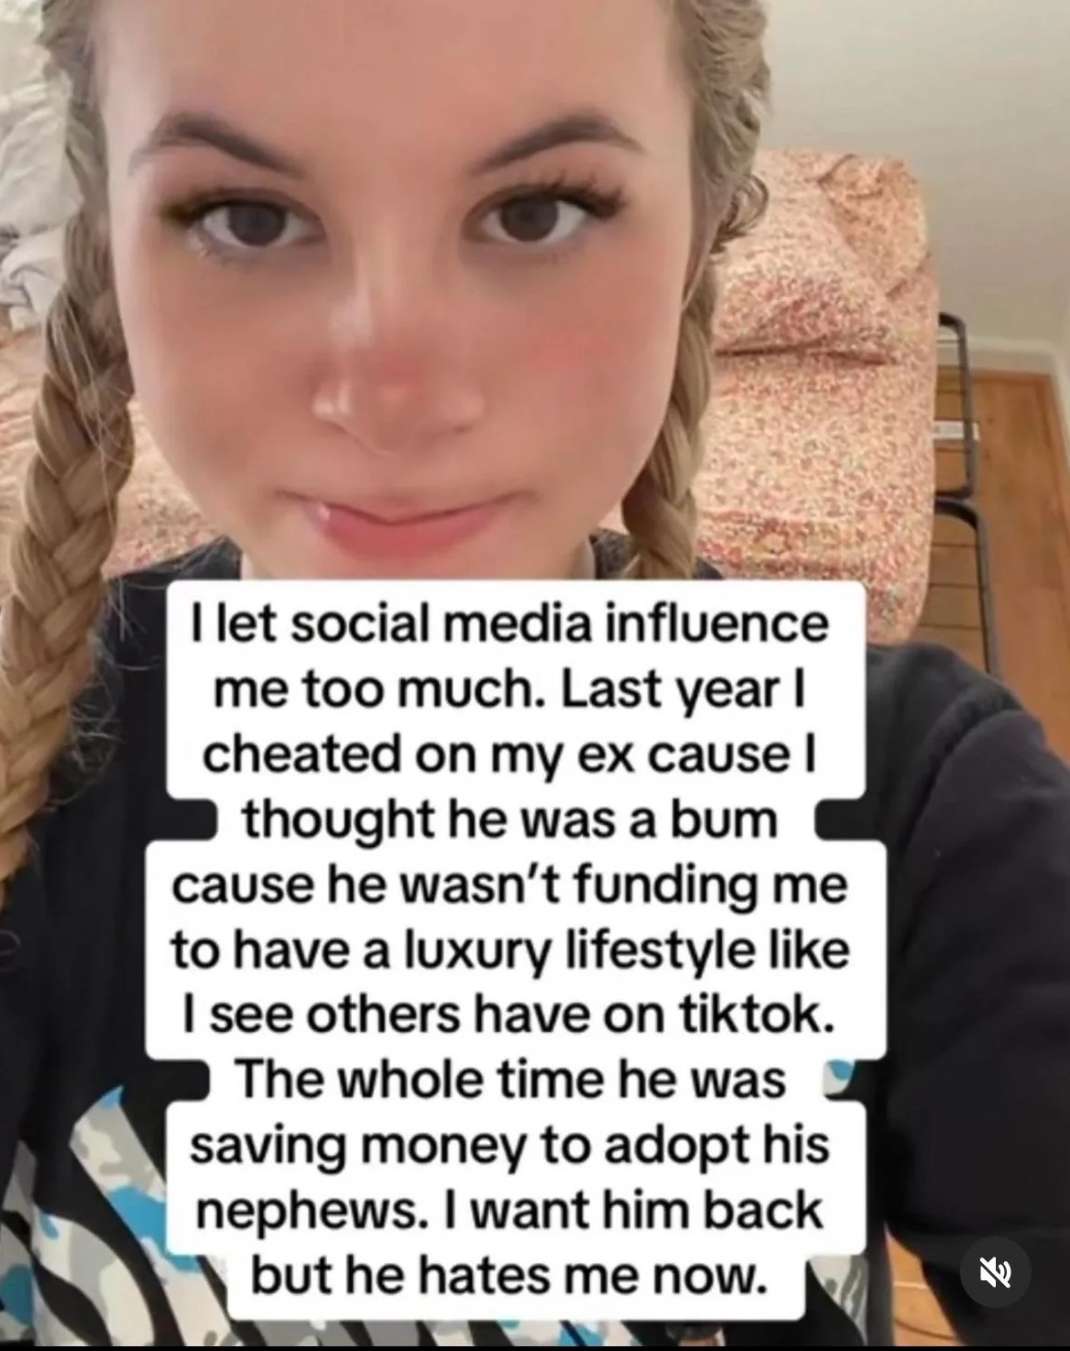 I let social media influence
me too much. Last year I
cheated on my ex cause I
thought he was a bum
cause he wasn't funding me
to have a luxury lifestyle like
I see others have on tiktok.
The whole time he was
saving money to adopt his
nephews. I want him back
but he hates me now.